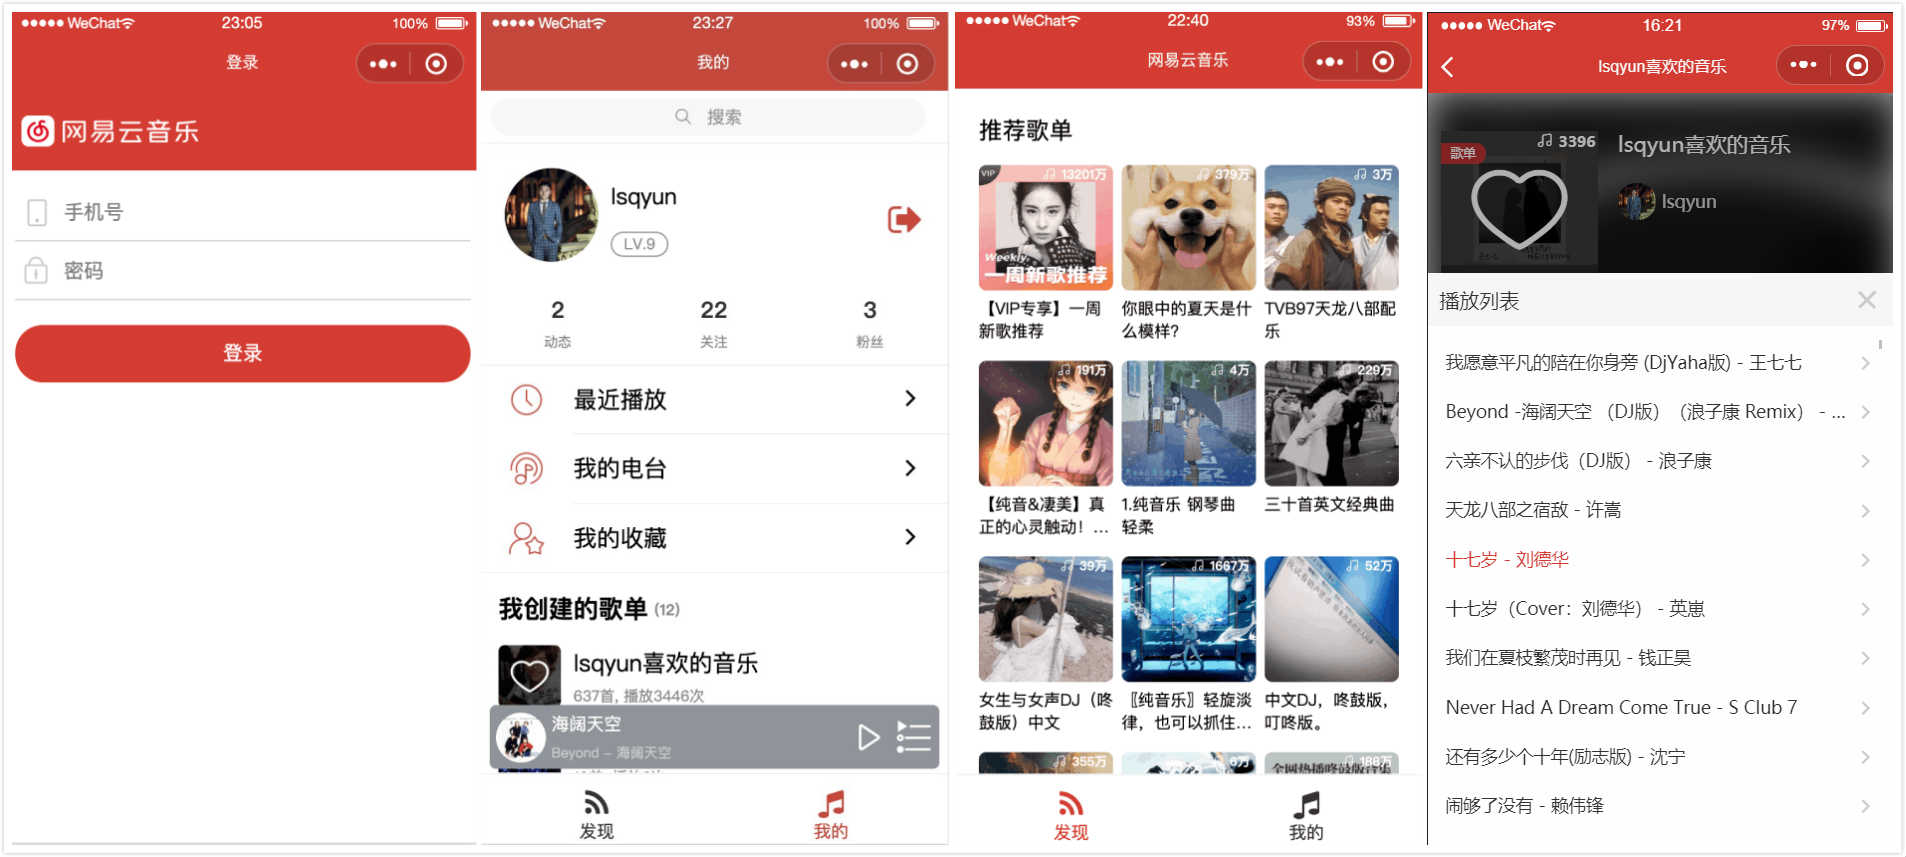 ●●●●● WeChat 23:05 100%
登录
网易云音乐
手机号
密码
登录
●●●●● WeChat 23:27 100%
我的
搜索
lsqyun
LV.9
2 22 3
动态 关注 粉丝
最近播放
我的电台
我的收藏
我创建的歌单 (12)
lsqyun喜欢的音乐
637首, 播放3446次
海阔天空
Beyond - 海阔天空
发现 我的
●●●●● WeChat 22:40 93%
网易云音乐
推荐歌单
VIP 13201万 379万 3万
Weekly.
一周新歌推荐
【VIP专享】一周 你眼中的夏天是什 TVB97天龙八部配
新歌推荐 么模样? 乐
191万 4万 229万
【纯音&凄美】真 1.纯音乐 钢琴曲 三十首英文经典曲
正的心灵触动！… 轻柔
39万 1667万 52万
女生与女声DJ（咚 〖纯音乐〗轻旋淡 中文DJ，咚鼓版，
鼓版）中文 律，也可以抓住... 叮咚版。
355万 6万 188万
发现 我的
●●●●● WeChat 16:21 97%
lsqyun喜欢的音乐
歌单 3396
lsqyun喜欢的音乐
lsqyun
播放列表
我愿意平凡的陪在你身旁 (DjYaha版) - 王七七
Beyond -海阔天空 （DJ版）（浪子康 Remix） - ...
六亲不认的步伐（DJ版） - 浪子康
天龙八部之宿敌 - 许嵩
十七岁 - 刘德华
十七岁（Cover：刘德华） - 英崽
我们在夏枝繁茂时再见 - 钱正昊
Never Had A Dream Come True - S Club 7
还有多少个十年(励志版) - 沈宁
闹够了没有 - 赖伟锋